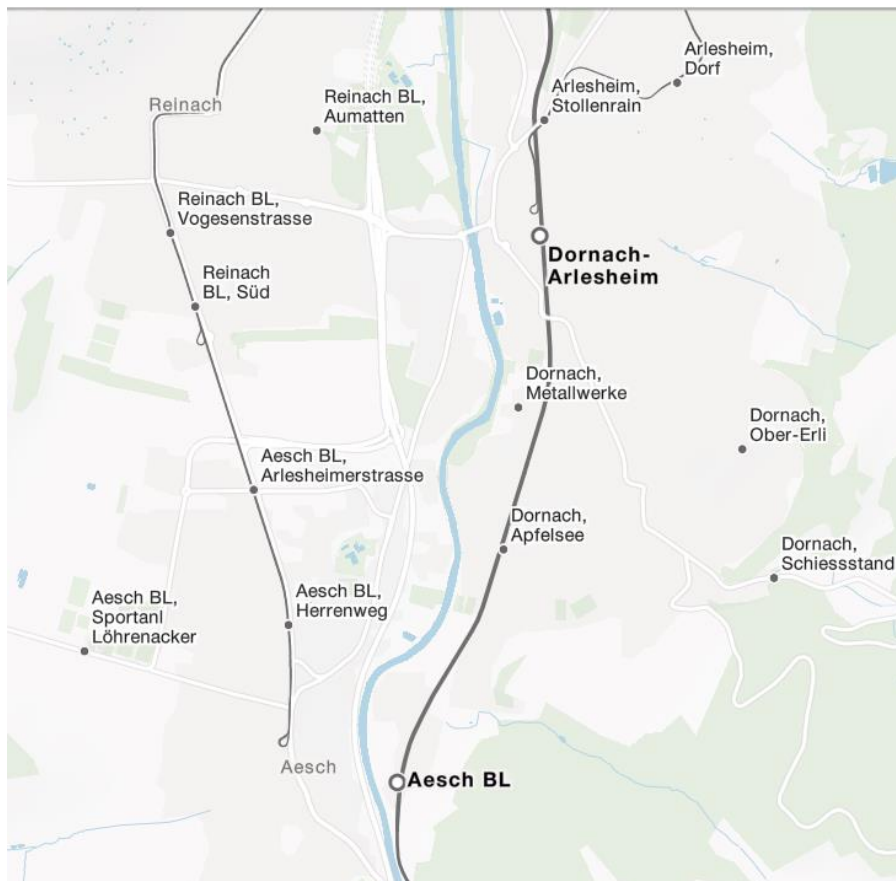 Arlesheim,
Dorf
Reinach
Reinach BL,
Aumatten
Arlesheim,
Stollenrain
Reinach BL,
Vogesenstrasse
Dornach-
Arlesheim
Reinach
BL, Süd
Dornach,
Metallwerke
Dornach,
Ober-Erli
Aesch BL,
Arlesheimerstrasse
Dornach,
Apfelsee
Dornach,
Schiessstand
Aesch BL,
Sportanl
Löhrenacker
Aesch BL,
Herrenweg
Aesch
Aesch BL